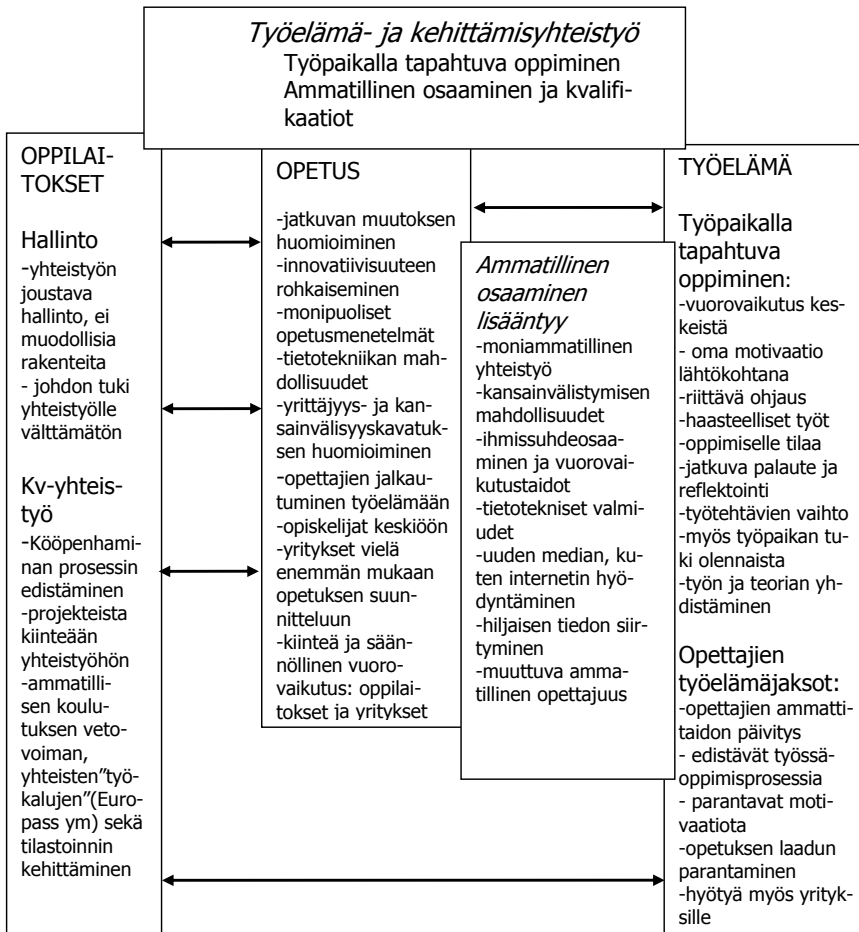 Työelämä- ja kehittämisyhteistyö
Työpaikalla tapahtuva oppiminen
Ammatillinen osaaminen ja kvalifi-
kaatiot
OPPILAI-
TOKSET
Hallinto
-yhteistyön
joustava
hallinto, ei
muodollisia
rakenteita
- johdon tuki
yhteistyölle
välttämätön
Kv-yhteis-
työ
-Kööpenhami-
nan prosessin
edistäminen
-projekteista
kiinteään
yhteistyöhön
-ammatilli-
sen koulu-
tuksen veto-
voiman,
yhteisten”työ-
kalujen”(Euro-
pass ym) sekä
tilastoinnin
kehittäminen
OPETUS
-jatkuvan muutoksen
huomioiminen
-innovatiivisuuteen
rohkaiseminen
-monipuoliset
opetusmenetelmät
-tietotekniikan mah-
dollisuudet
-yrittäjyys- ja kan-
sainvälisyyskavatuk-
sen huomioiminen
-opettajien jalkau-
tuminen työelämään
-opiskelijat keskiöön
-yritykset vielä
enemmän mukaan
opetuksen suun-
nitteluun
-kiinteä ja sään-
nöllinen vuoro-
vaikutus: oppilai-
tokset ja yritykset
Ammatillinen
osaaminen
lisääntyy
-moniammatillinen
yhteistyö
-kansainvälistymisen
mahdollisuudet
-ihmissuhdeosaa-
minen ja vuorovai-
kutustaidot
-tietotekniset valmi-
udet
-uuden median, ku-
ten internetin hyö-
dyntäminen
-hiljaisen tiedon siir-
tyminen
-muuttuva amma-
tillinen opettajuus
TYÖELÄMÄ
Työpaikalla
tapahtuva
oppiminen:
-vuorovaikutus kes-
keistä
- oma motivaatio
lähtökohtana
-riittävä ohjaus
-haasteelliset työt
-oppimiselle tilaa
-jatkuva palaute ja
reflektointi
-työtehtävien vaihto
-myös työpaikan tu-
ki olennaista
-työn ja teorian yh-
distäminen
Opettajien
työelämäjaksot:
-opettajien ammatti-
taidon päivitys
- edistävät työssä-
oppimisprosessia
- parantavat moti-
vaatiota
-opetuksen laadun
parantaminen
-hyötyä myös yrityk-
sille